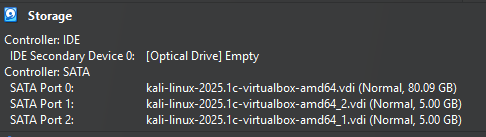 Storage
Controller: IDE
IDE Secondary Device 0: [Optical Drive] Empty
Controller: SATA
SATA Port 0: kali-linux-2025.1c-virtualbox-amd64.vdi (Normal, 80.09 GB)
SATA Port 1: kali-linux-2025.1c-virtualbox-amd64_2.vdi (Normal, 5.00 GB)
SATA Port 2: kali-linux-2025.1c-virtualbox-amd64_1.vdi (Normal, 5.00 GB)